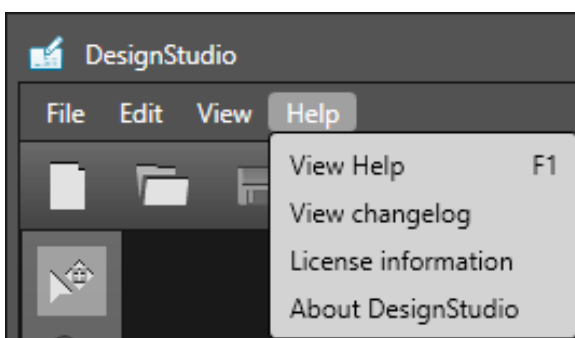 DesignStudio
File Edit View Help
View Help F1
View changelog
License information
About DesignStudio